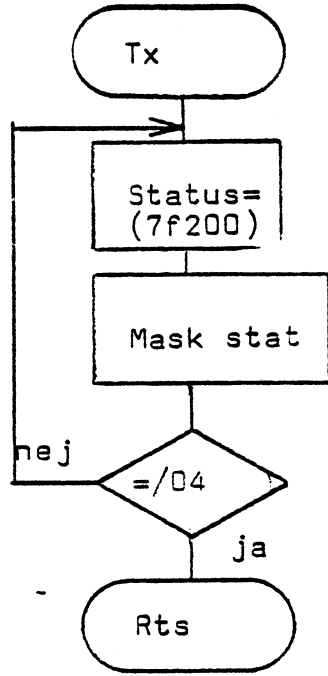 Tx
Status=
(7f200)
Mask stat
nej
=/04
ja
Rts